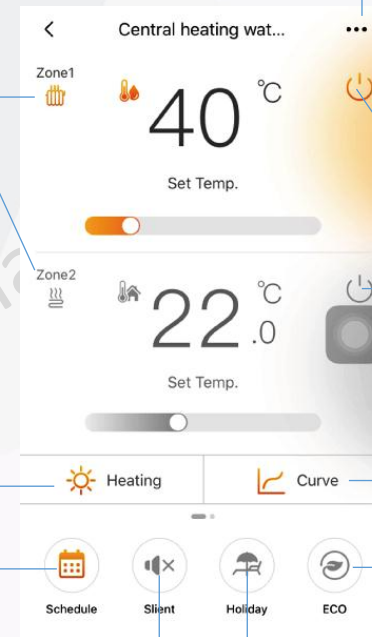 Central heating wat...
Zone1
40 °C
Set Temp.
Zone2
22.0 °C
Set Temp.
Heating
Curve
Schedule
Slient
Holiday
ECO